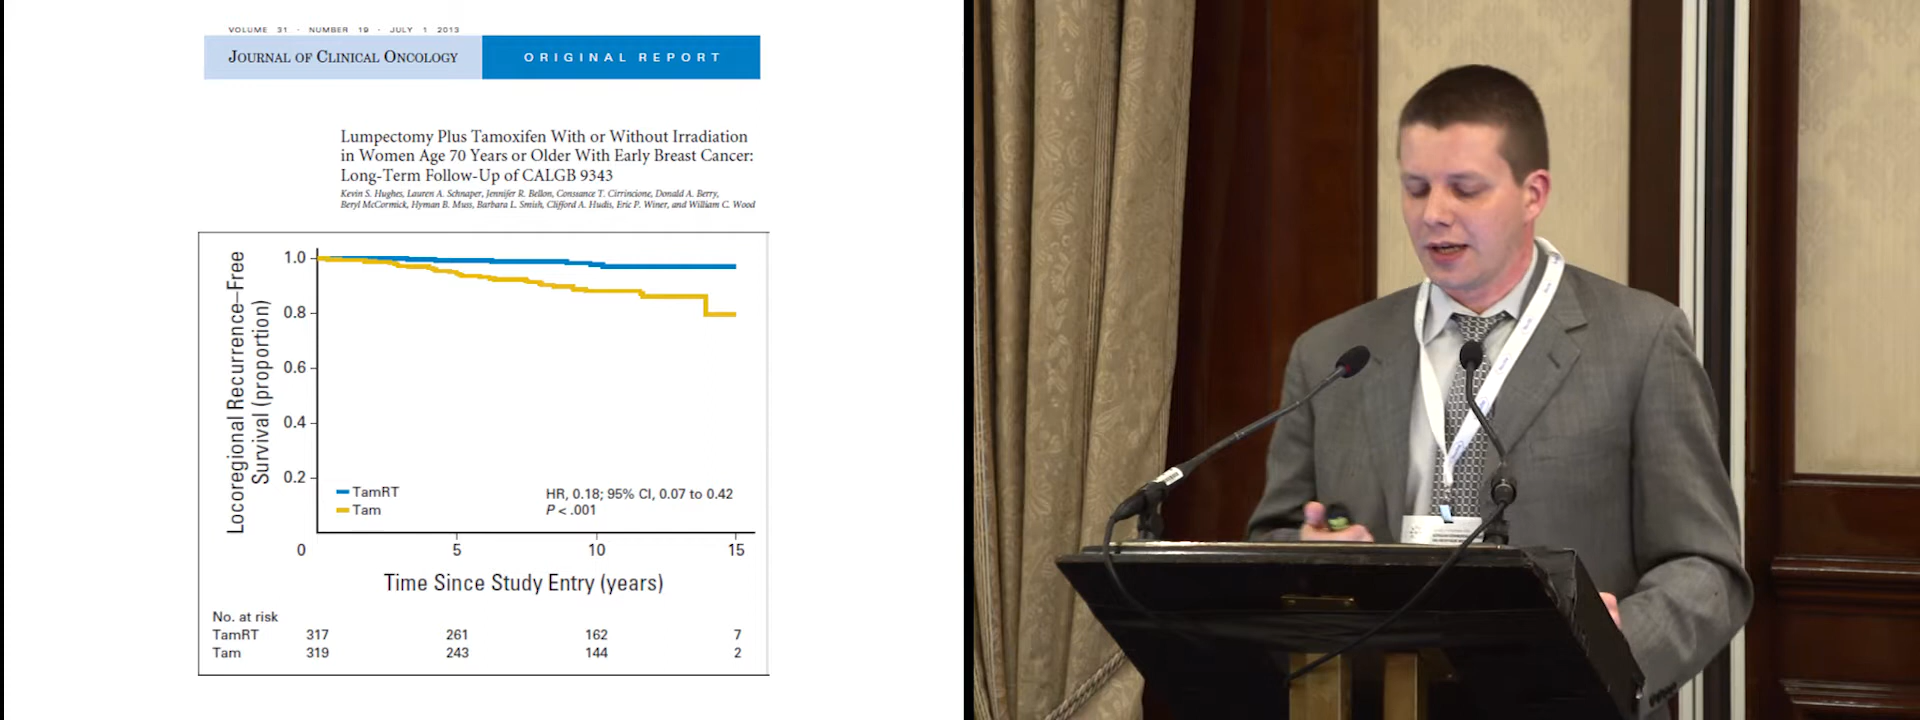 VOLUME 31 · NUMBER 19 · JULY 1 2013
JOURNAL OF CLINICAL ONCOLOGY
ORIGINAL REPORT
Lumpectomy Plus Tamoxifen With or Without Irradiation
in Women Age 70 Years or Older With Early Breast Cancer:
Long-Term Follow-Up of CALGB 9343
Kevin S. Hughes, Lauren A. Schnaper, Jennifer R. Bellon, Constance T. Cirrincione, Donald A. Berry,
Beryl McCormick, Hyman B. Muss, Barbara L. Smith, Clifford A. Hudis, Eric P. Winer, and William C. Wood
Locoregional Recurrence–Free
Survival (proportion)
1.0
0.8
0.6
0.4
0.2
TamRT
Tam
HR, 0.18; 95% CI, 0.07 to 0.42
P < .001
0 5 10 15
Time Since Study Entry (years)
No. at risk
TamRT 317 261 162 7
Tam 319 243 144 2